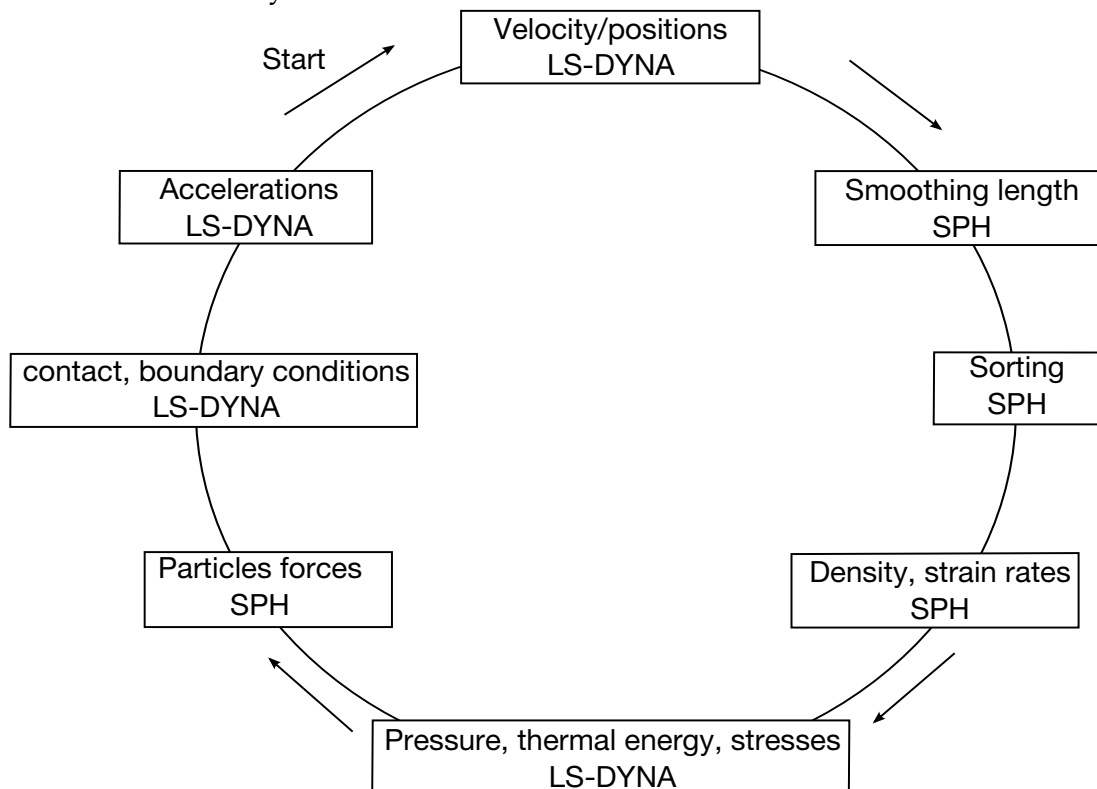 Velocity/positions
LS-DYNA
Start
Accelerations
LS-DYNA
Smoothing length
SPH
contact, boundary conditions
LS-DYNA
Sorting
SPH
Particles forces
SPH
Density, strain rates
SPH
Pressure, thermal energy, stresses
LS-DYNA